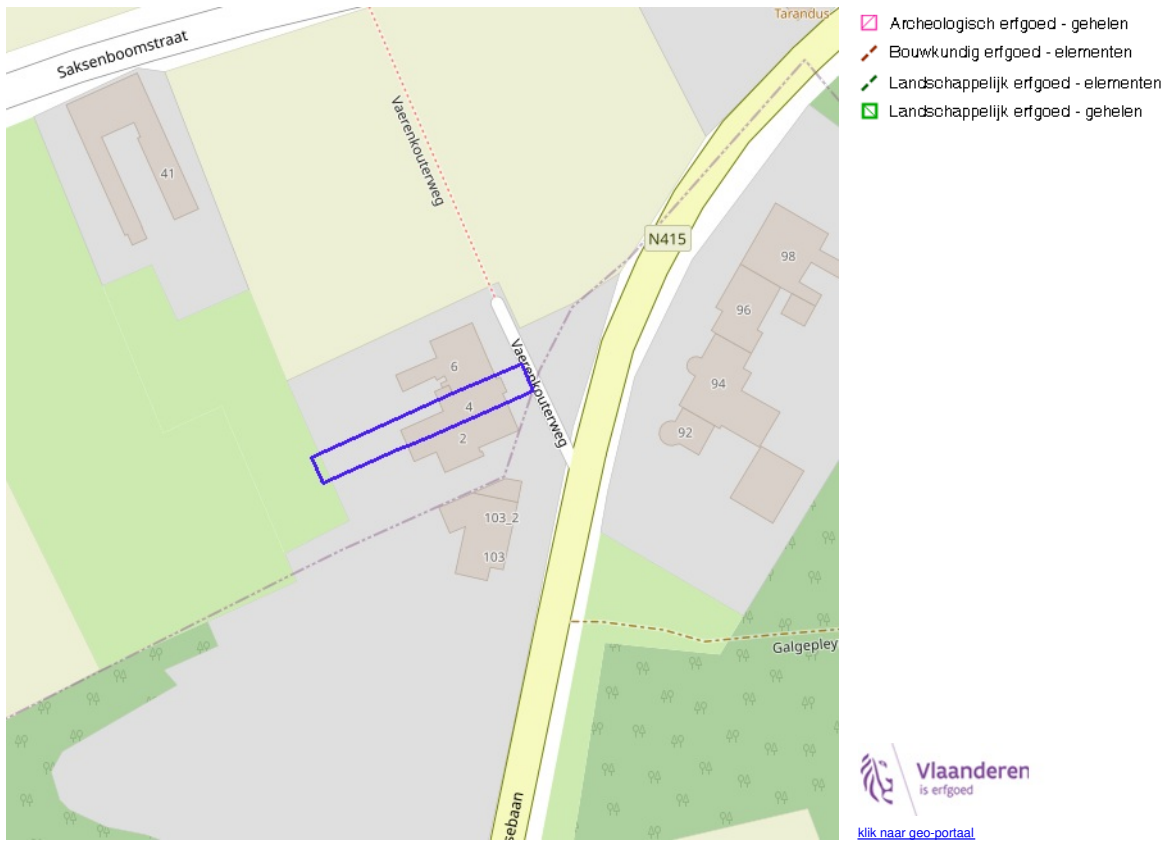 Saksenboomstraat
Tarandus
Vaerenkouterweg
41
N415
98
96
94
92
6
4
2
Vaerenkouterweg
103_2
103
Galgepley
sebaan
Archeologisch erfgoed - gehelen
Bouwkundig erfgoed - elementen
Landschappelijk erfgoed - elementen
Landschappelijk erfgoed - gehelen
Vlaanderen
is erfgoed
klik naar geo-portaal